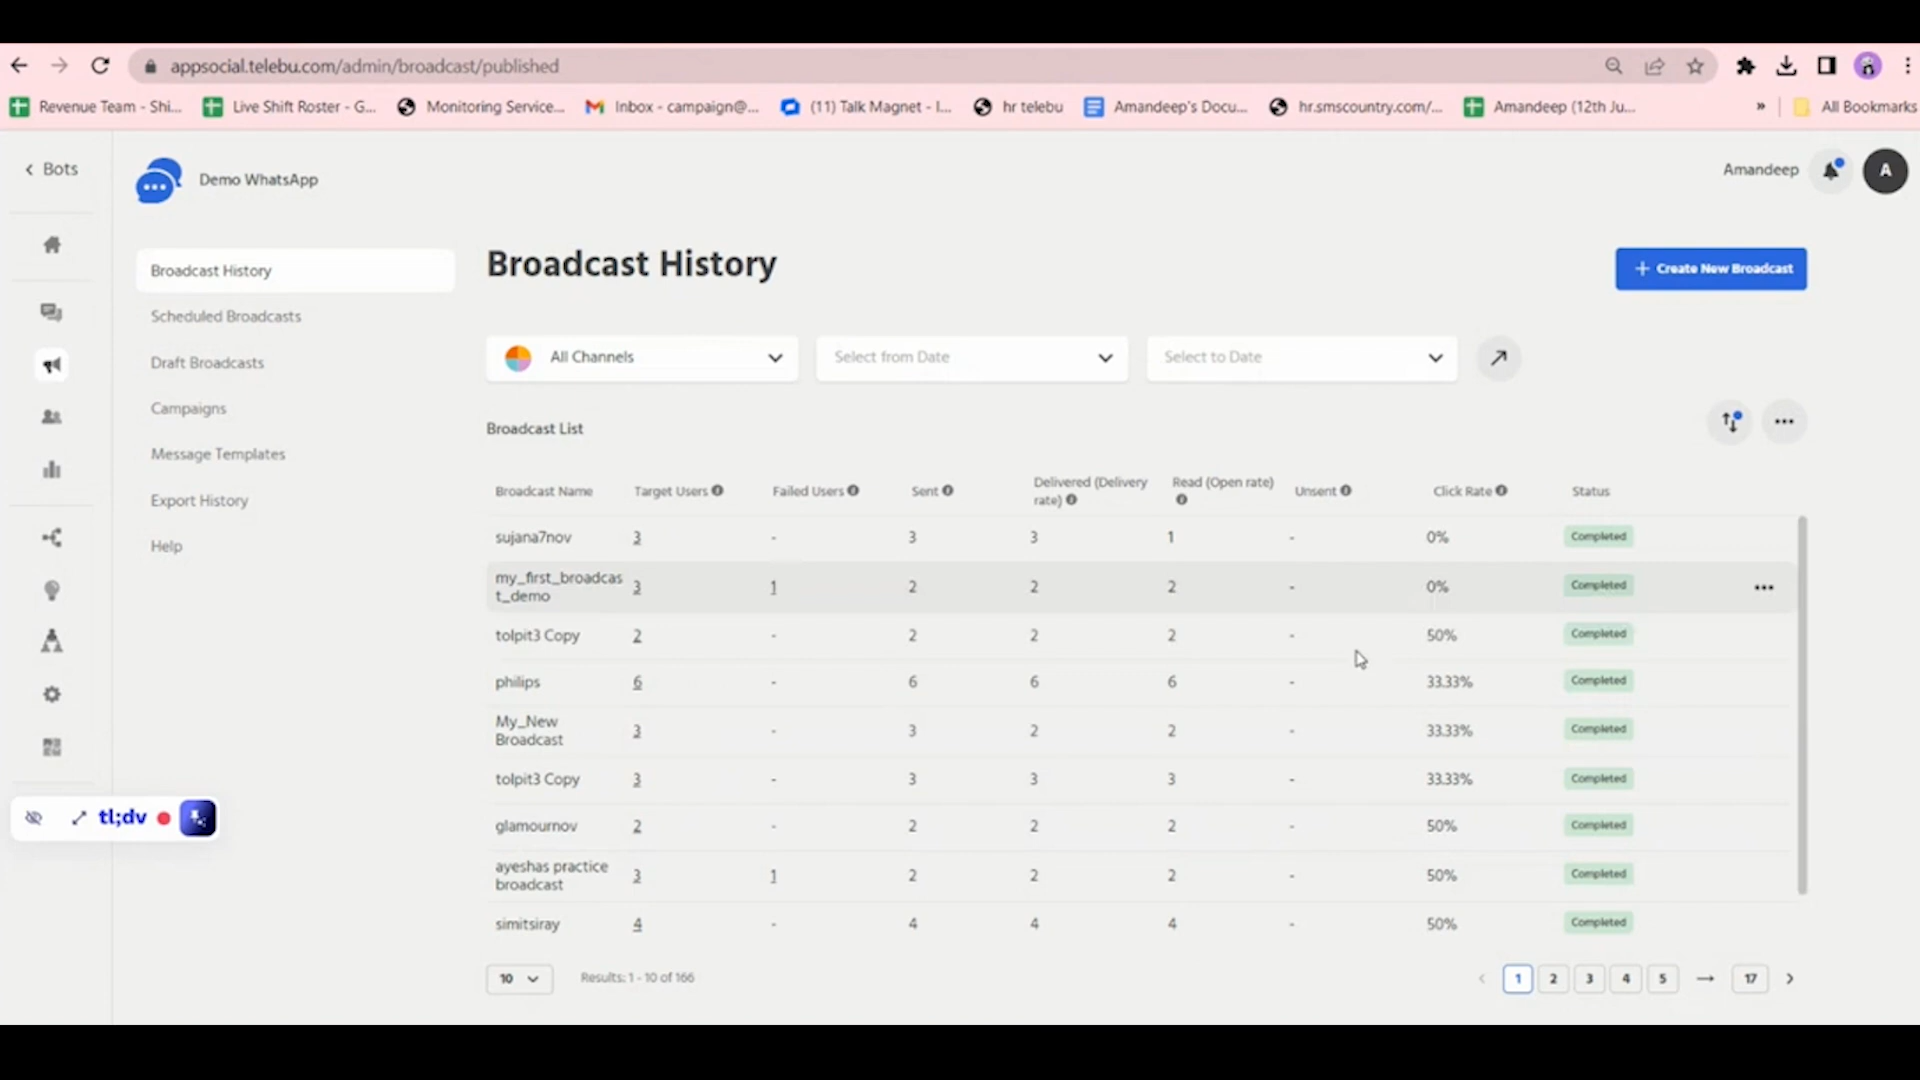 appsocial.telebu.com/admin/broadcast/published
Revenue Team - Shi... Live Shift Roster - G... Monitoring Service... Inbox - campaign@... (11) Talk Magnet - I... hr telebu Amandeep's Docu... hr.smscountry.com/... Amandeep (12th Ju... » All Bookmarks
Bots
Demo WhatsApp
Amandeep
A
Broadcast History
Scheduled Broadcasts
Draft Broadcasts
Campaigns
Message Templates
Export History
Help
Broadcast History
+ Create New Broadcast
All Channels
Select from Date
Select to Date
Broadcast List
Broadcast Name Target Users Failed Users Sent Delivered (Delivery rate) Read (Open rate) Unsent Click Rate Status
sujana7nov 3 - 3 3 1 - 0% Completed
my_first_broadcas
t_demo 3 1 2 2 2 - 0% Completed
tolpit3 Copy 2 - 2 2 2 - 50% Completed
philips 6 - 6 6 6 - 33.33% Completed
My_New
Broadcast 3 - 3 2 2 - 33.33% Completed
tolpit3 Copy 3 - 3 3 3 - 33.33% Completed
glamournov 2 - 2 2 2 - 50% Completed
ayeshas practice
broadcast 3 1 2 2 2 - 50% Completed
simitsiray 4 - 4 4 4 - 50% Completed
10 Results: 1 - 10 of 166
1 2 3 4 5 → 17
tl;dv